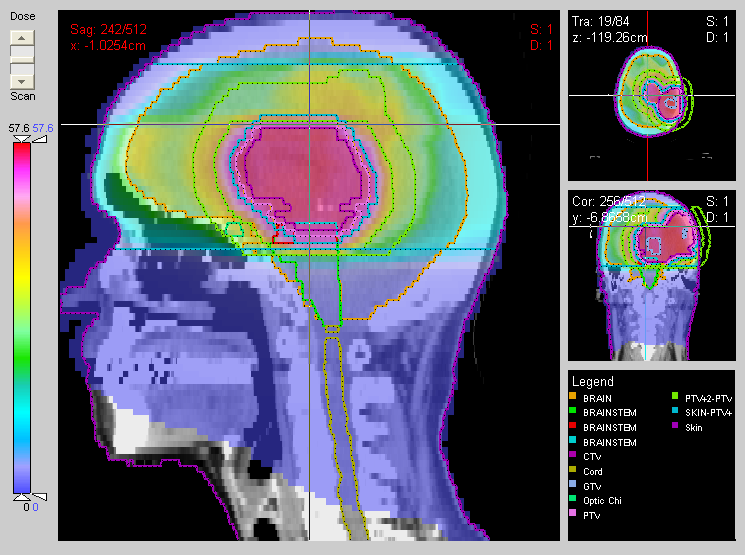 Dose
Scan
57.6 57.6
0 0
Sag: 242/512 S: 1
x: -1.0254cm D: 1
Tra: 19/84 S: 1
z: -119.26cm D: 1
Cor: 256/512 S: 1
y: -6.8658cm D: 1
Legend
BRAIN PTV+2-PTV
BRAINSTEM SKIN-PTV+
BRAINSTEM Skin
BRAINSTEM
CTV
Cord
GTV
Optic Chi
PTV